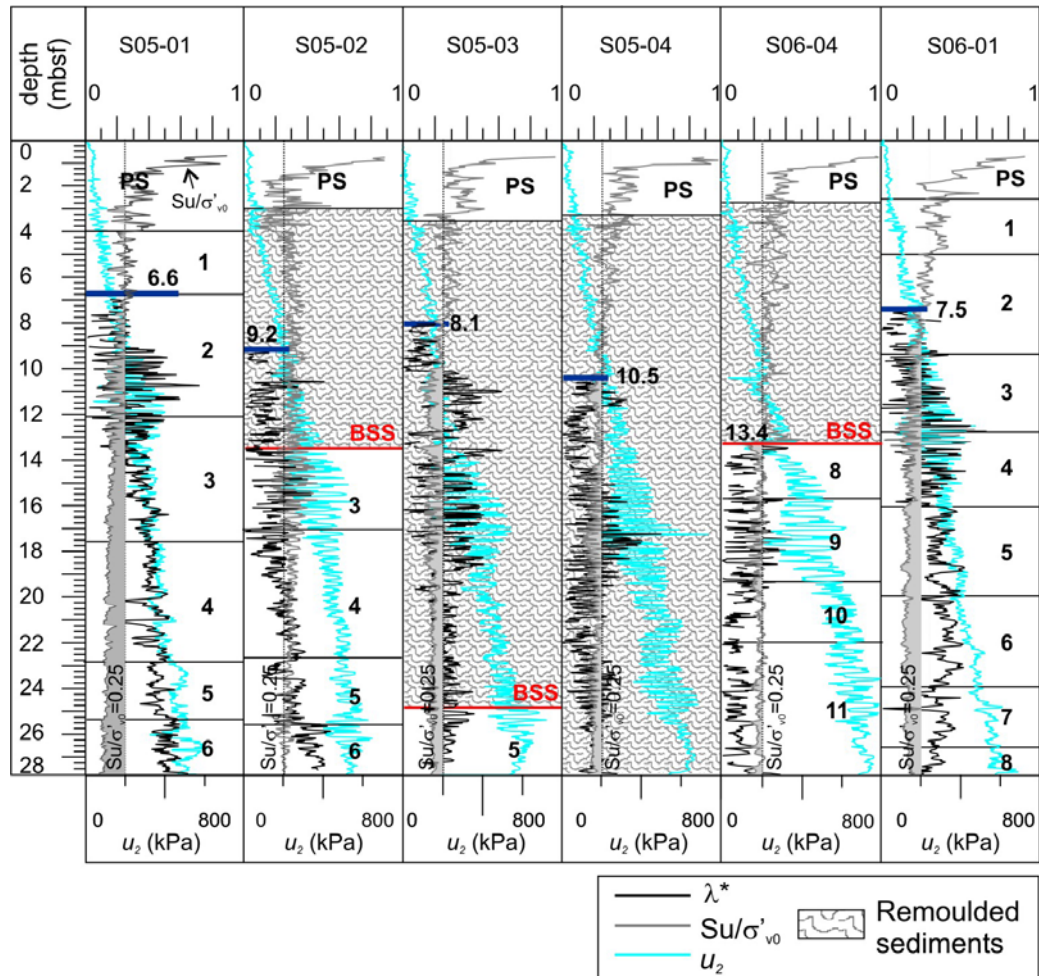 depth
(mbsf)
S05-01
S05-02
S05-03
S05-04
S06-04
S06-01
0 1
0 1
0 1
0 1
0 1
0 1
0
2
4
6
8
10
12
14
16
18
20
22
24
26
28
PS
Su/σ'v0
1
6.6
2
3
4
5
6
Su/σ'v0=0.25
PS
9.2
BSS
3
4
5
6
Su/σ'v0=0.25
PS
8.1
BSS
5
Su/σ'v0=0.25
PS
10.5
Su/σ'v0=0.25
PS
13.4
BSS
8
9
10
11
Su/σ'v0=0.25
PS
1
2
7.5
3
4
5
6
7
8
Su/σ'v0=0.25
0 800
0 800
0 800
0 800
0 800
0 800
u2 (kPa)
u2 (kPa)
u2 (kPa)
u2 (kPa)
u2 (kPa)
u2 (kPa)
λ*
Su/σ'v0
u2
Remoulded
sediments